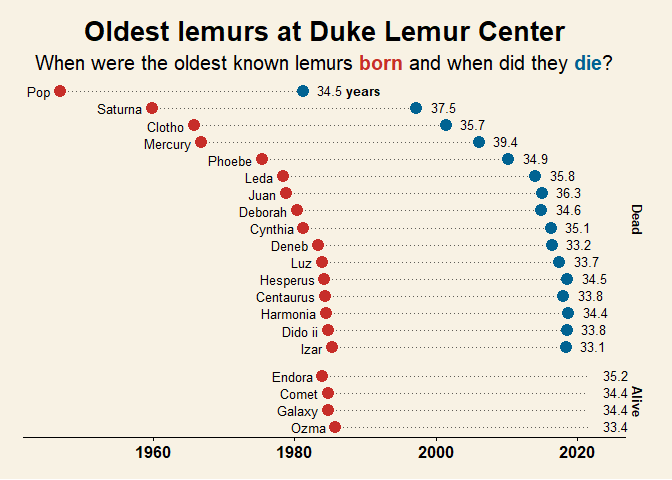 Oldest lemurs at Duke Lemur Center
When were the oldest known lemurs born and when did they die?
Pop 34.5 years
Saturna 37.5
Clotho 35.7
Mercury 39.4
Phoebe 34.9
Leda 35.8
Juan 36.3
Deborah 34.6
Cynthia 35.1
Deneb 33.2
Luz 33.7
Hesperus 34.5
Centaurus 33.8
Harmonia 34.4
Dido ii 33.8
Izar 33.1
Dead
Endora 35.2
Comet 34.4
Galaxy 34.4
Ozma 33.4
Alive
1960 1980 2000 2020